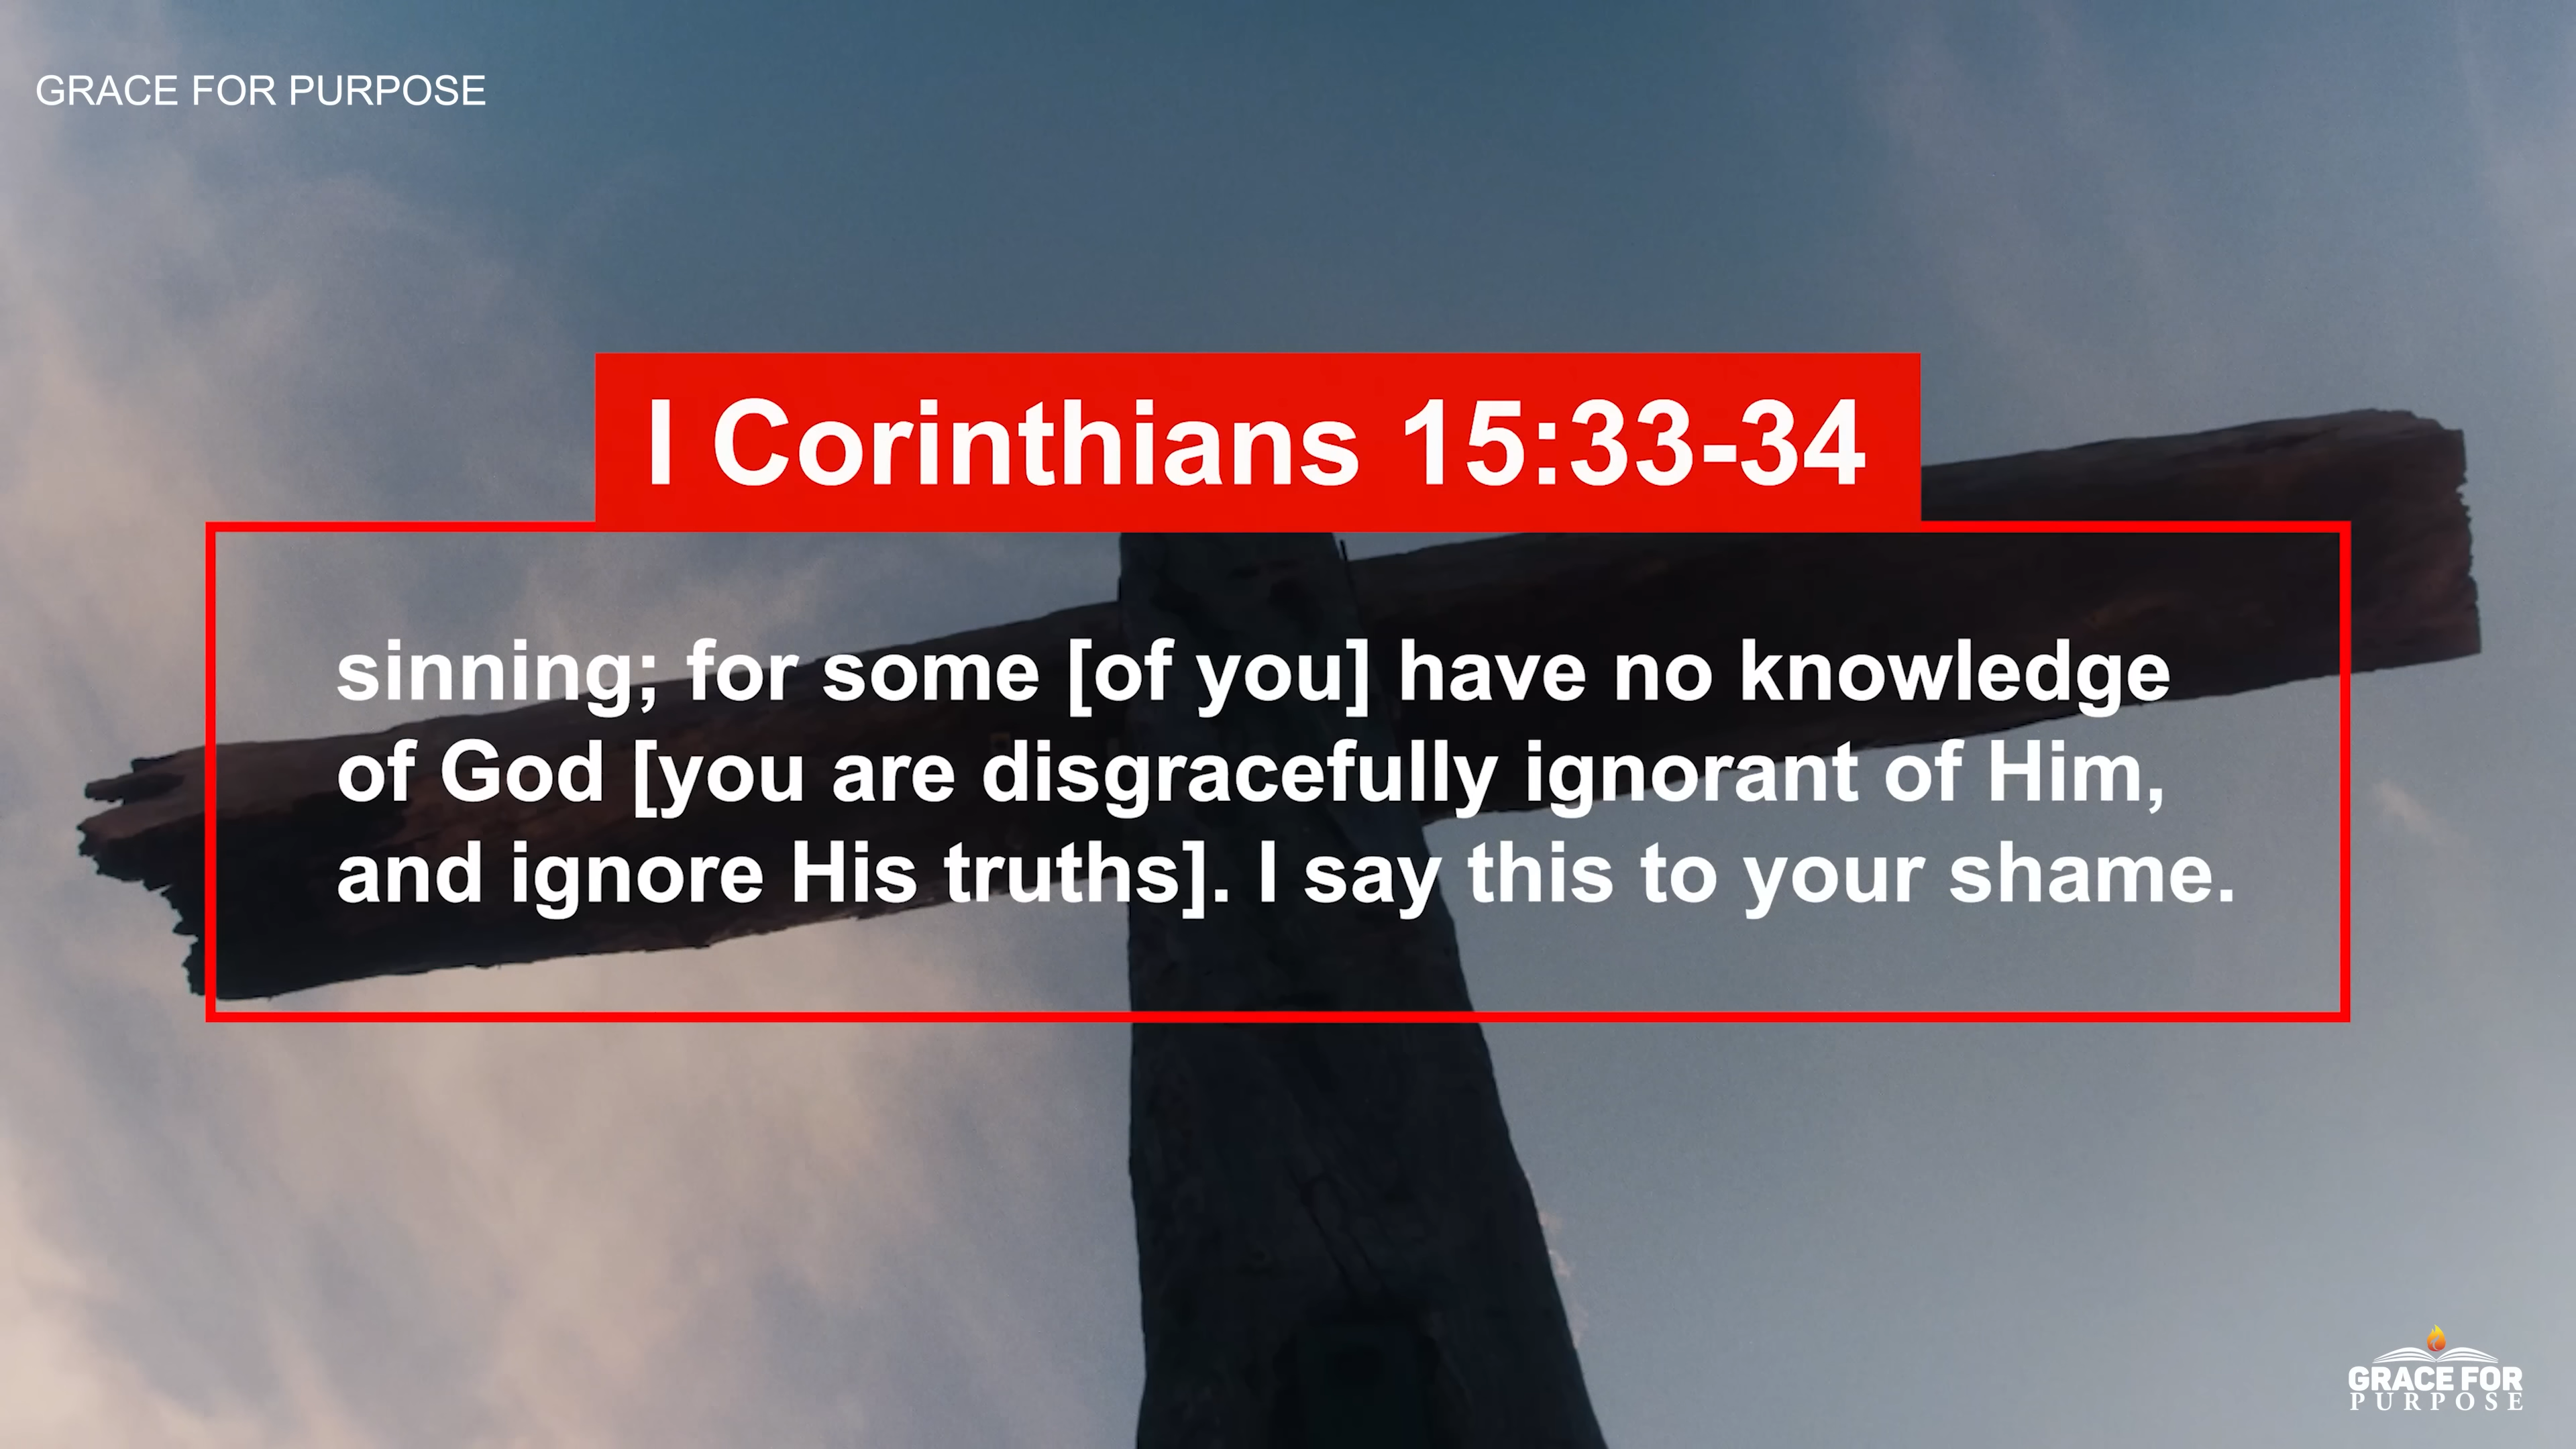 GRACE FOR PURPOSE
I Corinthians 15:33-34
sinning; for some [of you] have no knowledge
of God [you are disgracefully ignorant of Him,
and ignore His truths]. I say this to your shame.
GRACE FOR
PURPOSE